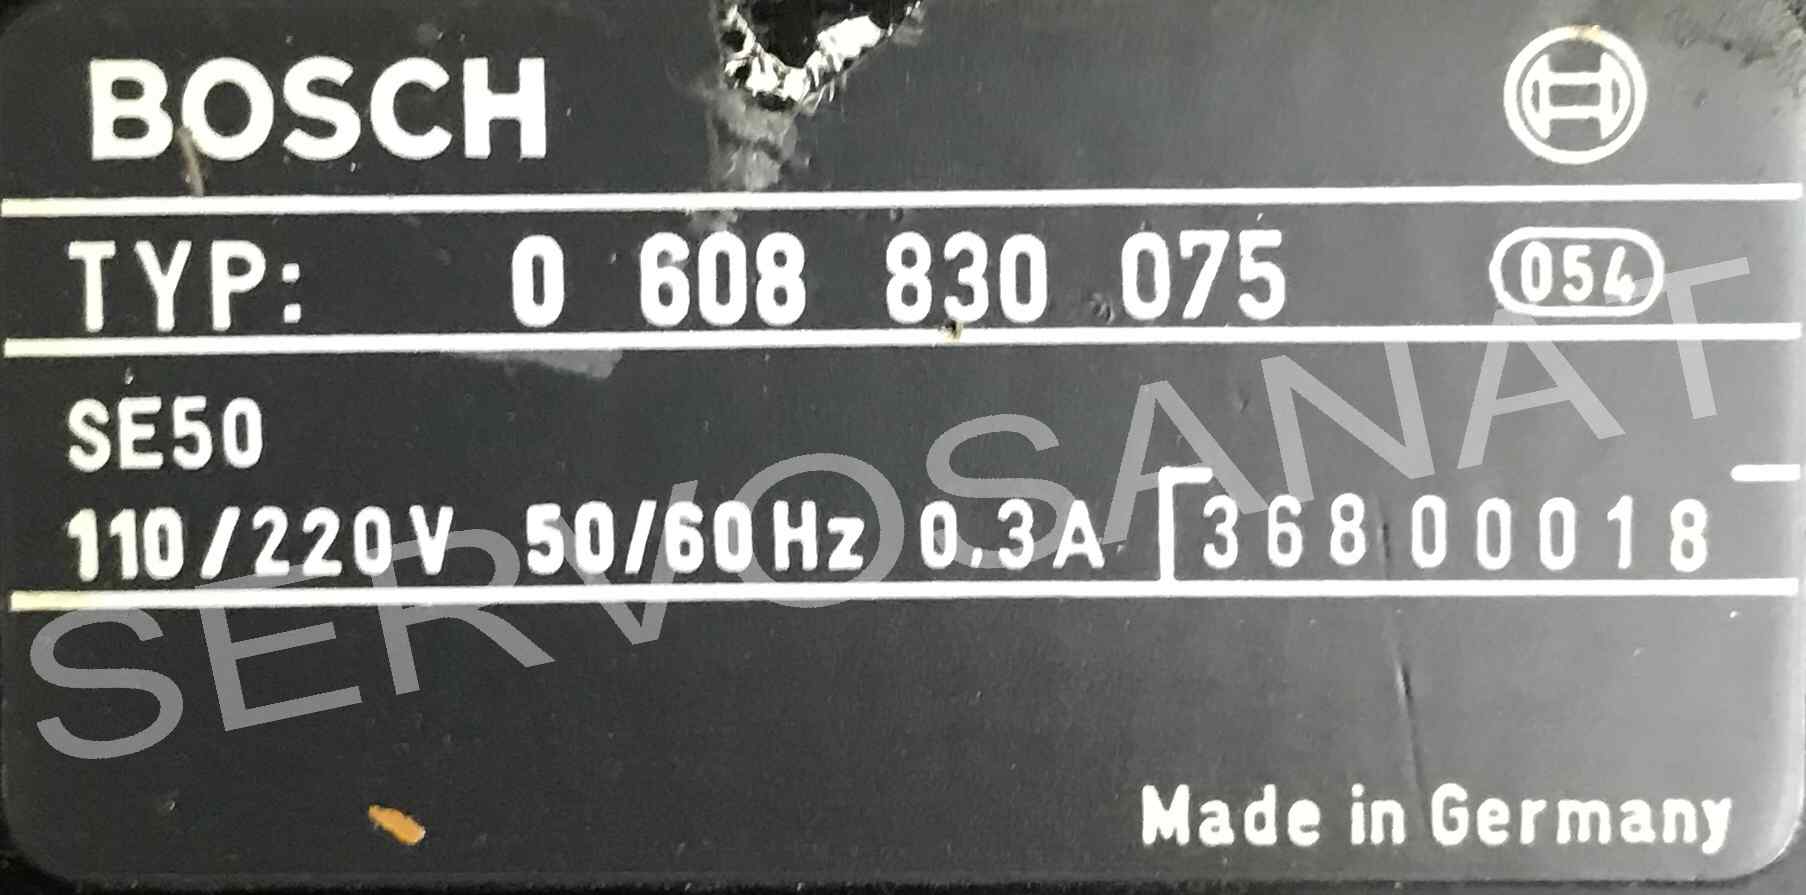 BOSCH
TYP: 0 608 830 075 054
SE50
110/220V 50/60Hz 0,3A 36800018
Made in Germany
SERVOSANAT